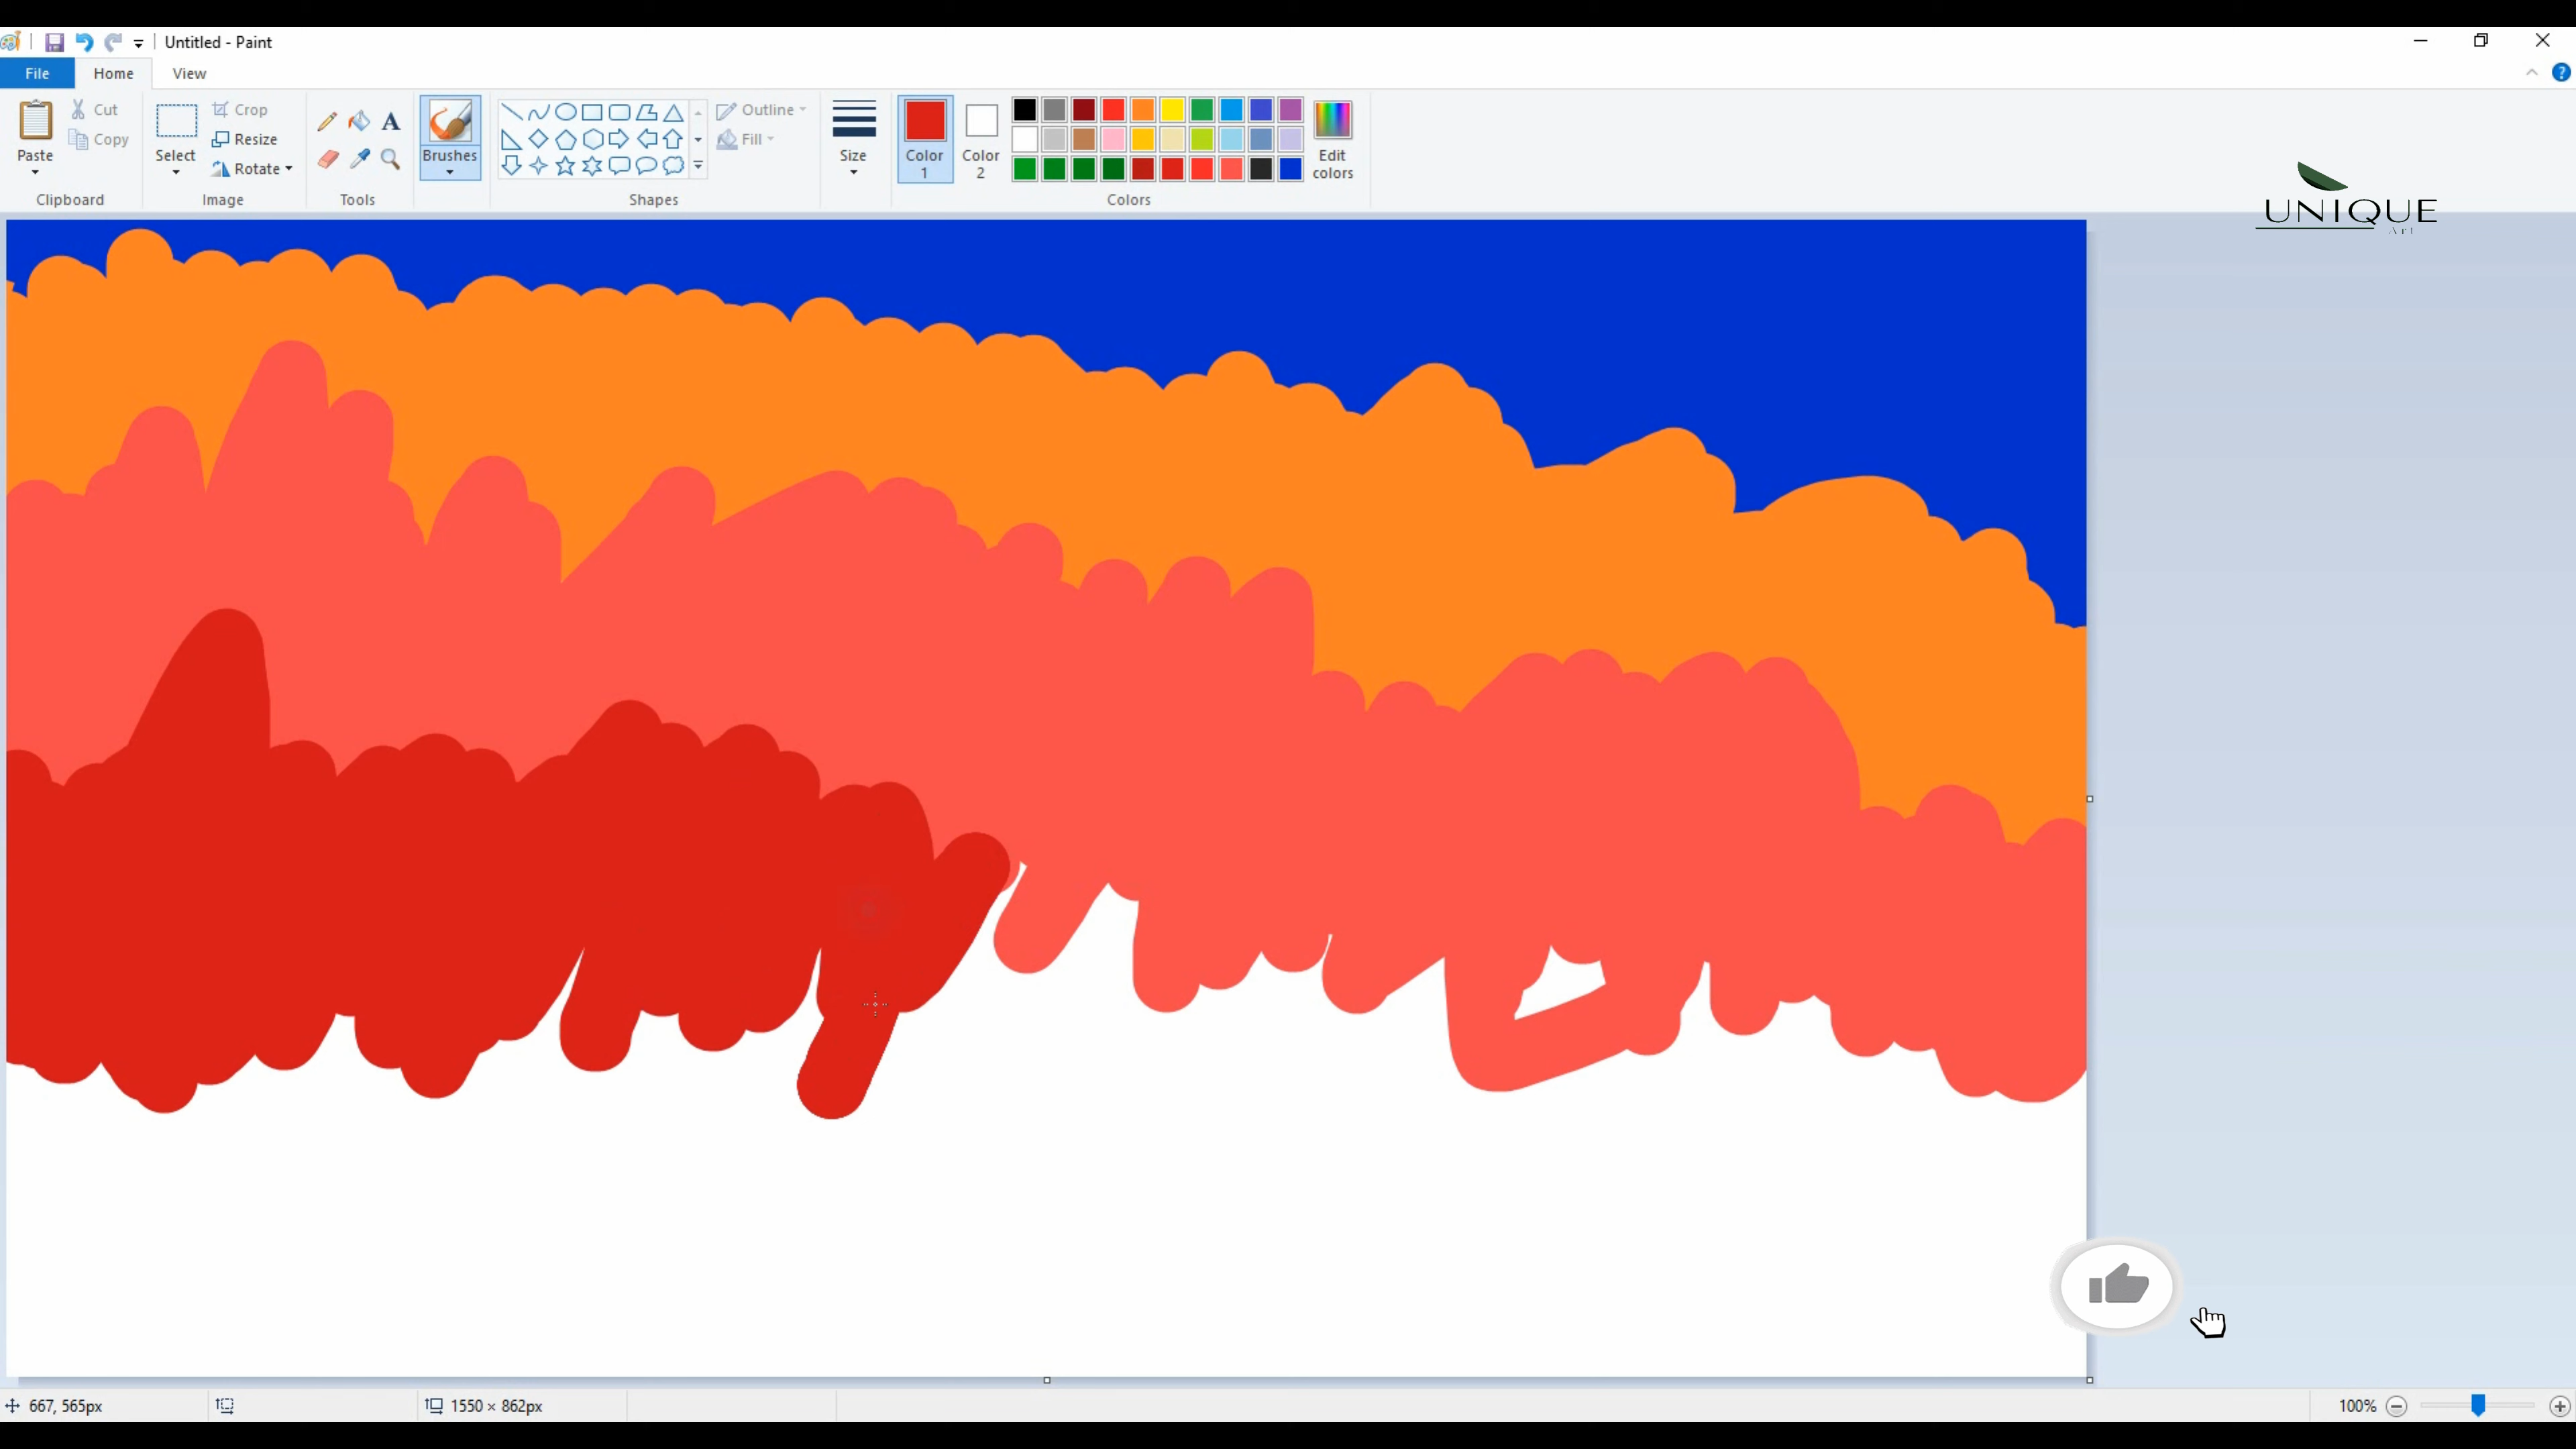 Untitled - Paint
File Home View
Paste
Cut
Copy
Clipboard
Select
Crop
Resize
Rotate
Image
A
Tools
Brushes
Outline
Fill
Shapes
Size
Color 1
Color 2
Edit colors
Colors
UNIQUE
Art
667, 565px
1550 × 862px
100%